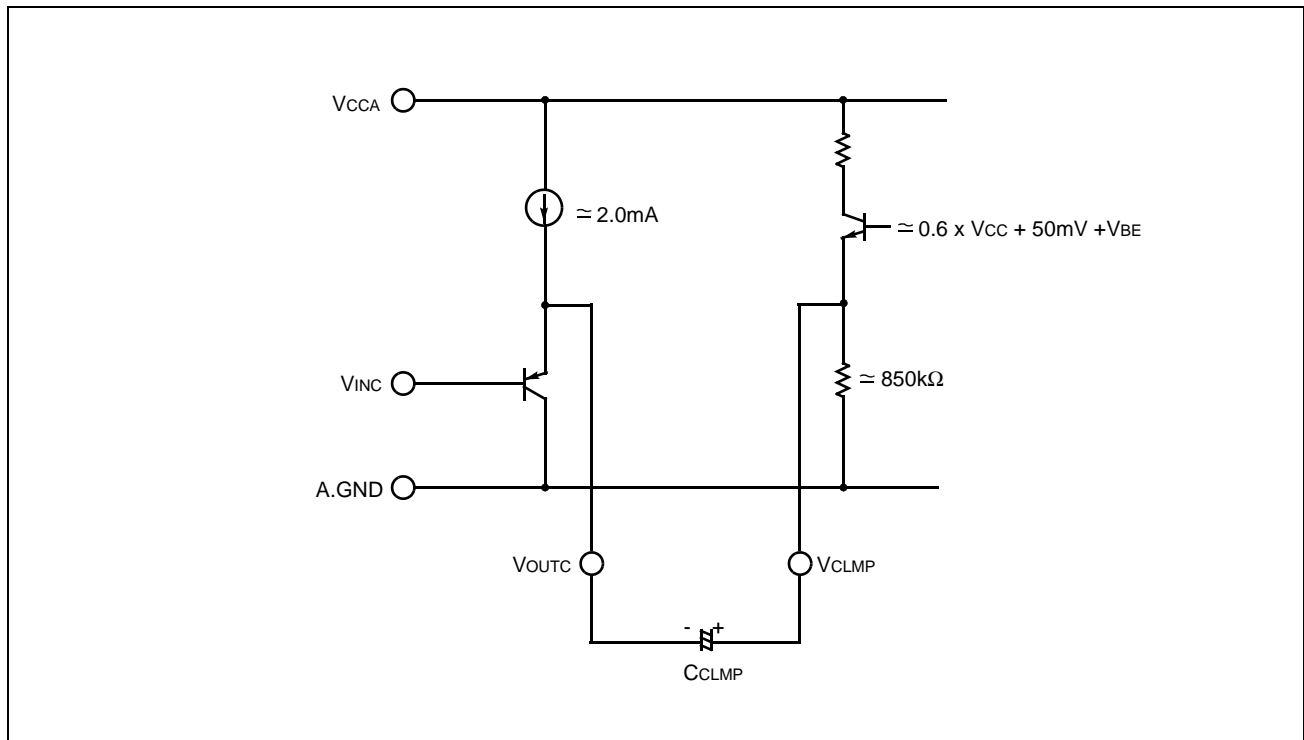 VCCA
≃ 2.0mA
≃ 0.6 x VCC + 50mV +VBE
VINC
≃ 850kΩ
A.GND
VOUTC
VCLMP
- +
CCLMP